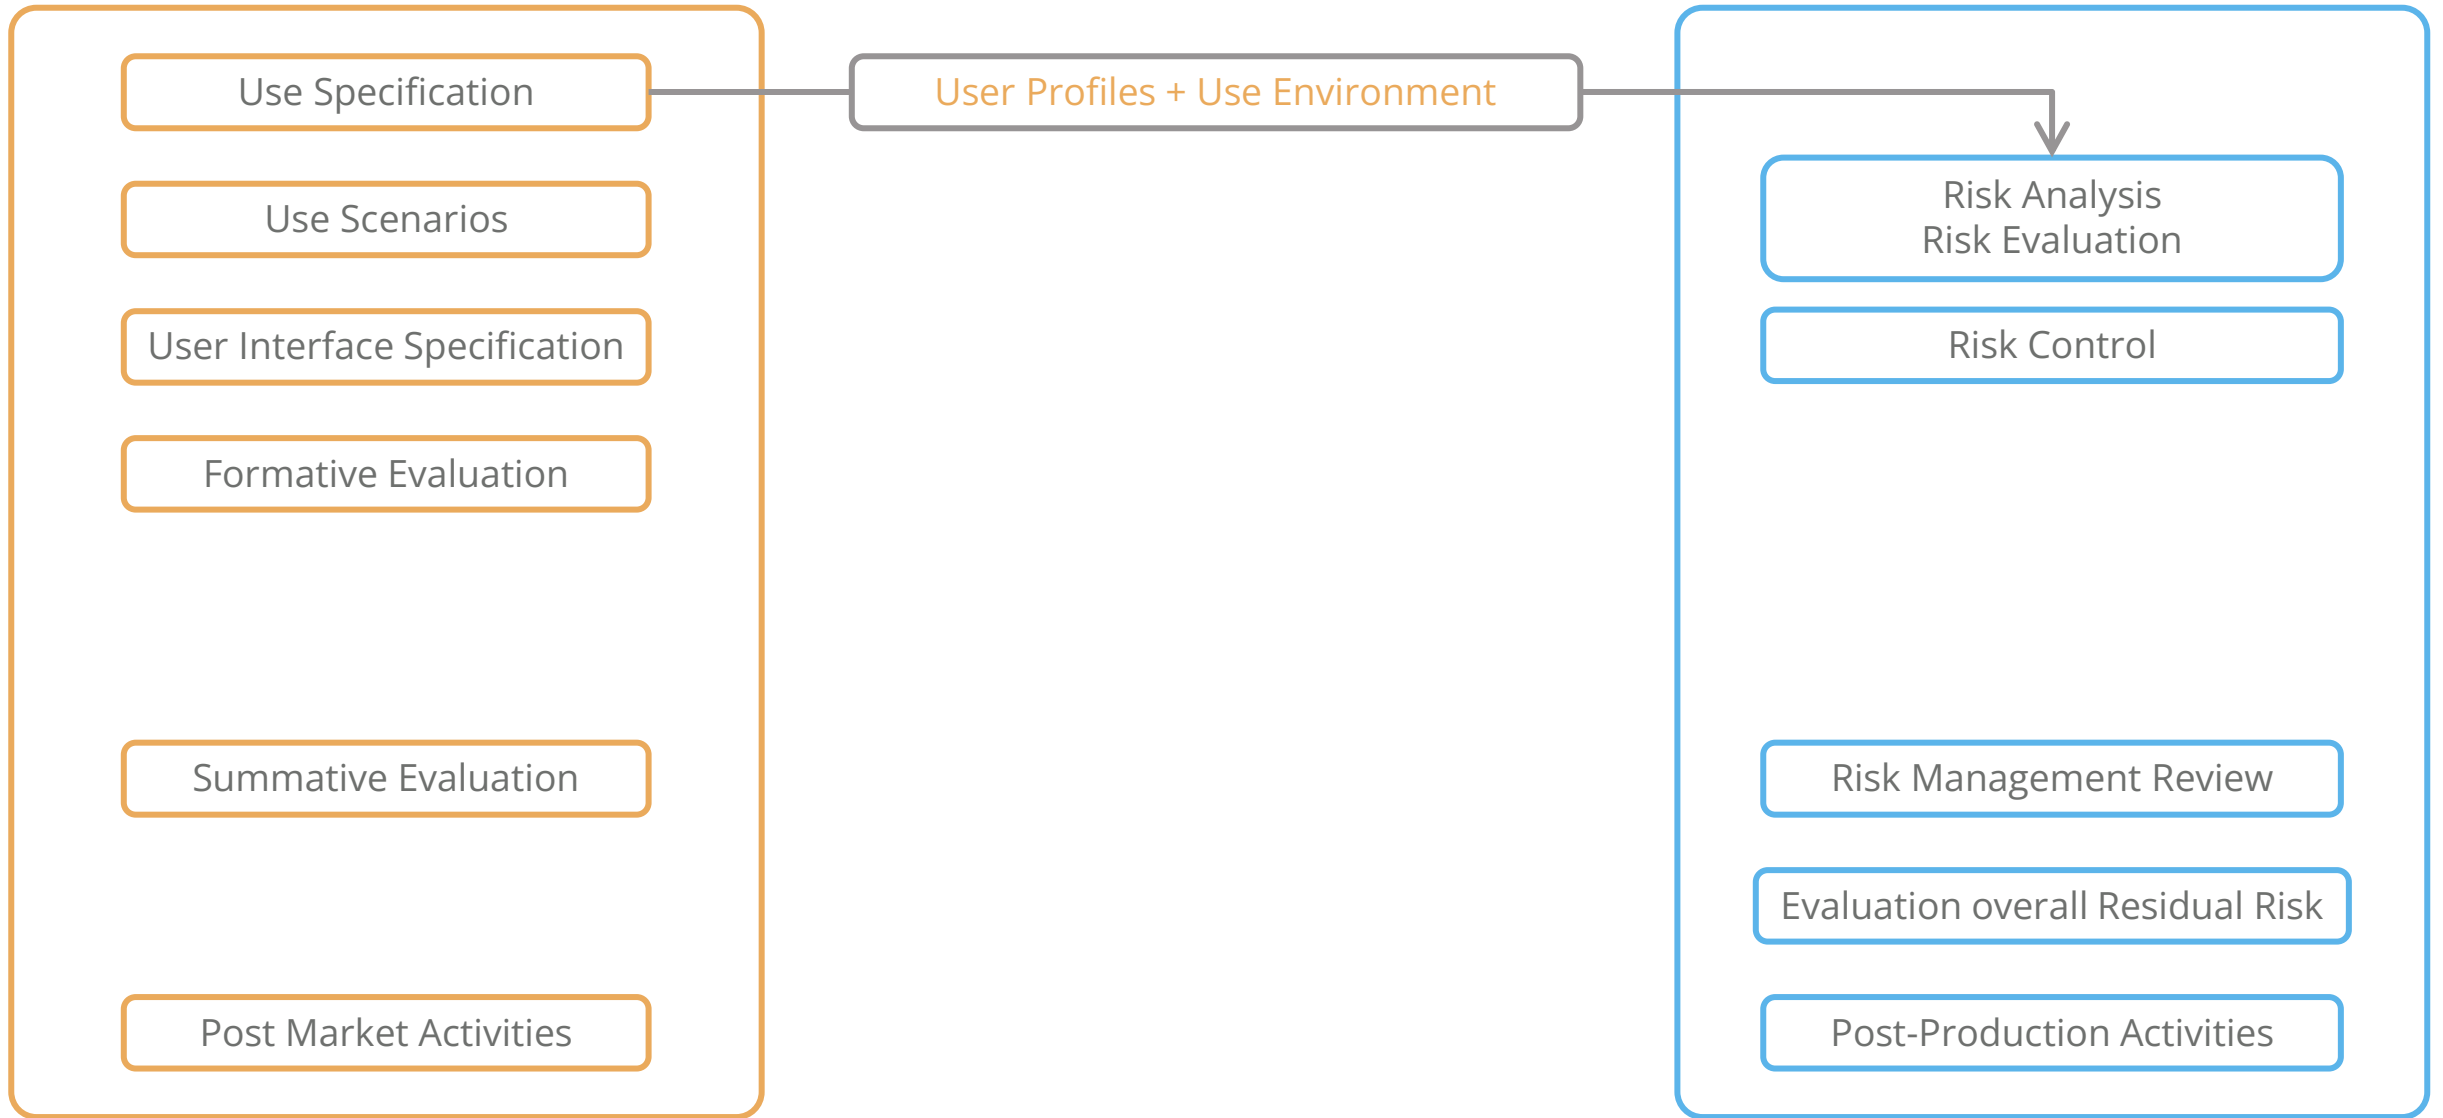 Use Specification
User Profiles + Use Environment
Use Scenarios
Risk Analysis
Risk Evaluation
User Interface Specification
Risk Control
Formative Evaluation
Summative Evaluation
Risk Management Review
Evaluation overall Residual Risk
Post Market Activities
Post-Production Activities